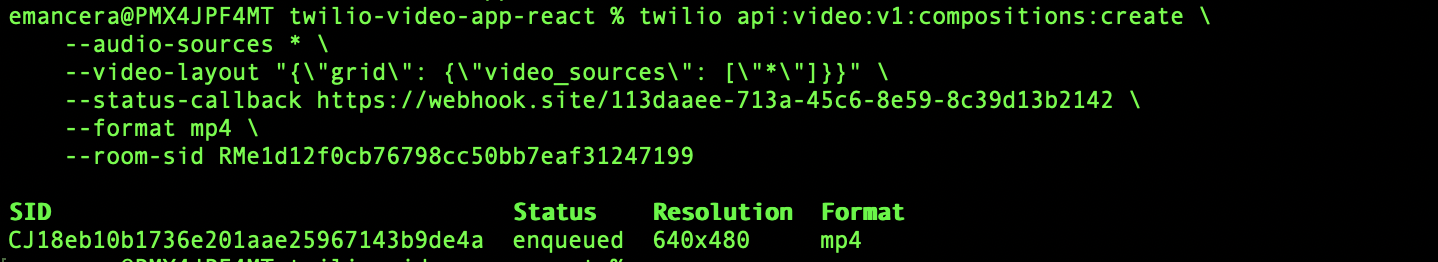 emancera@PMX4JPF4MT twilio-video-app-react % twilio api:video:v1:compositions:create \
--audio-sources * \
--video-layout "{\"grid\": {\"video_sources\": [\"*\"]}}" \
--status-callback https://webhook.site/113daaee-713a-45c6-8e59-8c39d13b2142 \
--format mp4 \
--room-sid RMe1d12f0cb76798cc50bb7eaf31247199
SID Status Resolution Format
CJ18eb10b1736e201aae25967143b9de4a enqueued 640x480 mp4